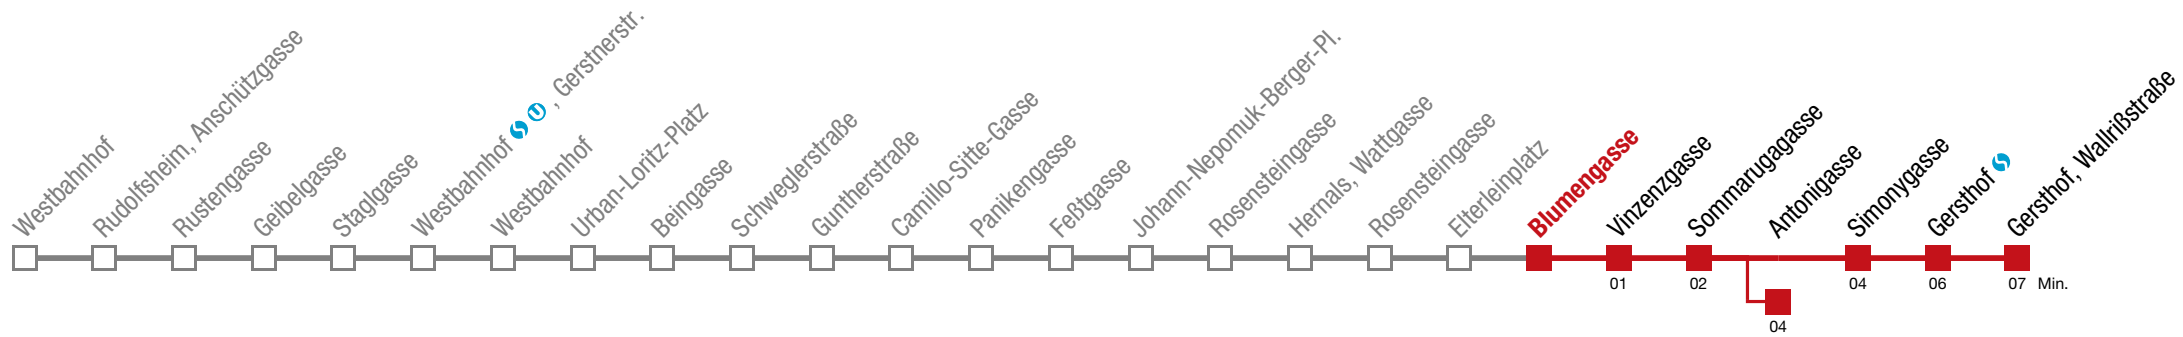 Westbahnhof
Rudolfsheim, Anschützgasse
Rustengasse
Geibelgasse
Staglgasse
Westbahnhof S U , Gerstnerstr.
Westbahnhof
Urban-Loritz-Platz
Beingasse
Schweglerstraße
Guntherstraße
Camillo-Sitte-Gasse
Panikengasse
Feßtgasse
Johann-Nepomuk-Berger-Pl.
Rosensteingasse
Hernals, Wattgasse
Rosensteingasse
Elterleinplatz
Blumengasse
Vinzenzgasse
Sommarugagasse
Antonigasse
Simonygasse
Gersthof S
Gersthof, Wallrißstraße
01 02 04 06 07 Min.
04